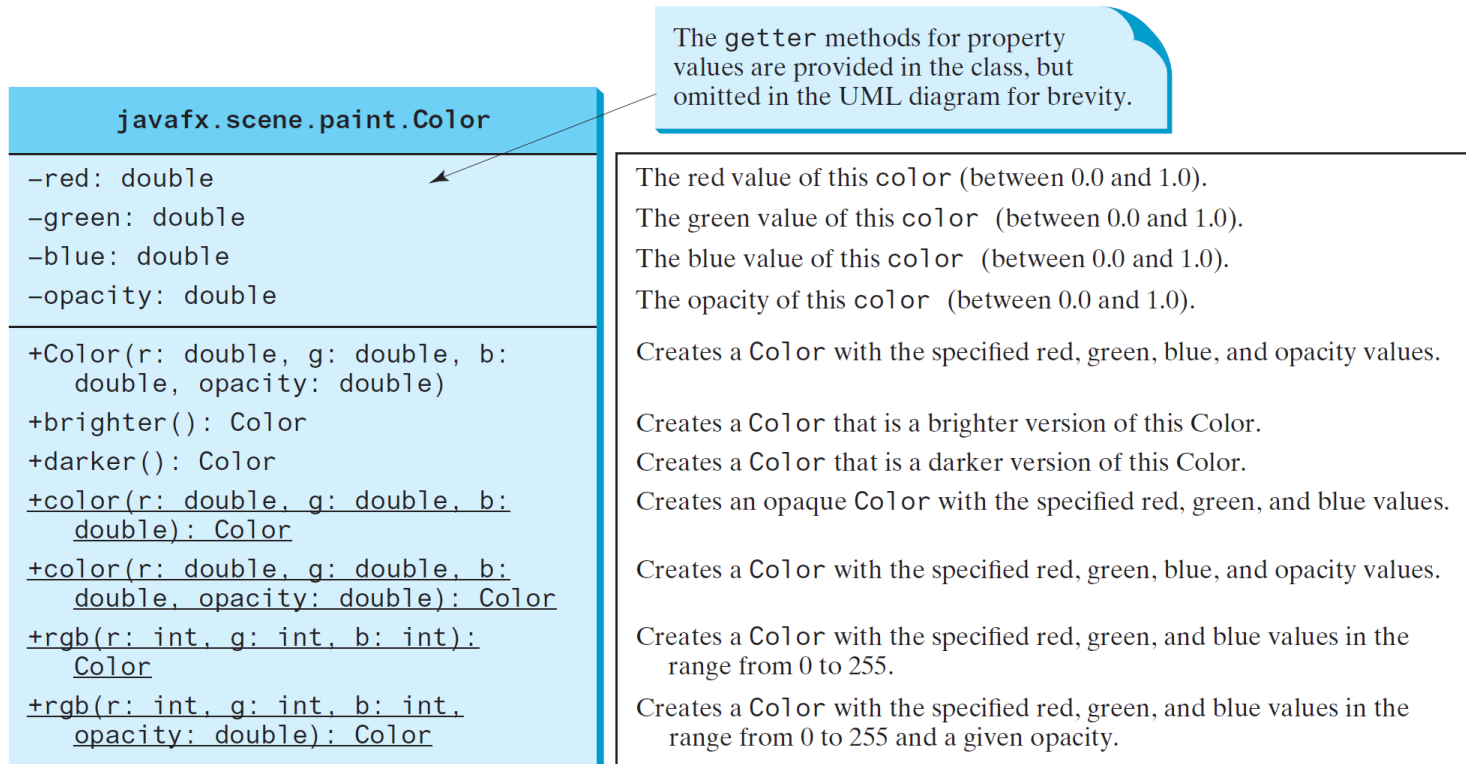 The getter methods for property
values are provided in the class, but
omitted in the UML diagram for brevity.
javafx.scene.paint.Color
–red: double
–green: double
–blue: double
–opacity: double
+Color(r: double, g: double, b:
double, opacity: double)
+brighter(): Color
+darker(): Color
+color(r: double, g: double, b:
double): Color
+color(r: double, g: double, b:
double, opacity: double): Color
+rgb(r: int, g: int, b: int):
Color
+rgb(r: int, g: int, b: int,
opacity: double): Color
The red value of this color (between 0.0 and 1.0).
The green value of this color (between 0.0 and 1.0).
The blue value of this color (between 0.0 and 1.0).
The opacity of this color (between 0.0 and 1.0).
Creates a Color with the specified red, green, blue, and opacity values.
Creates a Color that is a brighter version of this Color.
Creates a Color that is a darker version of this Color.
Creates an opaque Color with the specified red, green, and blue values.
Creates a Color with the specified red, green, blue, and opacity values.
Creates a Color with the specified red, green, and blue values in the
range from 0 to 255.
Creates a Color with the specified red, green, and blue values in the
range from 0 to 255 and a given opacity.